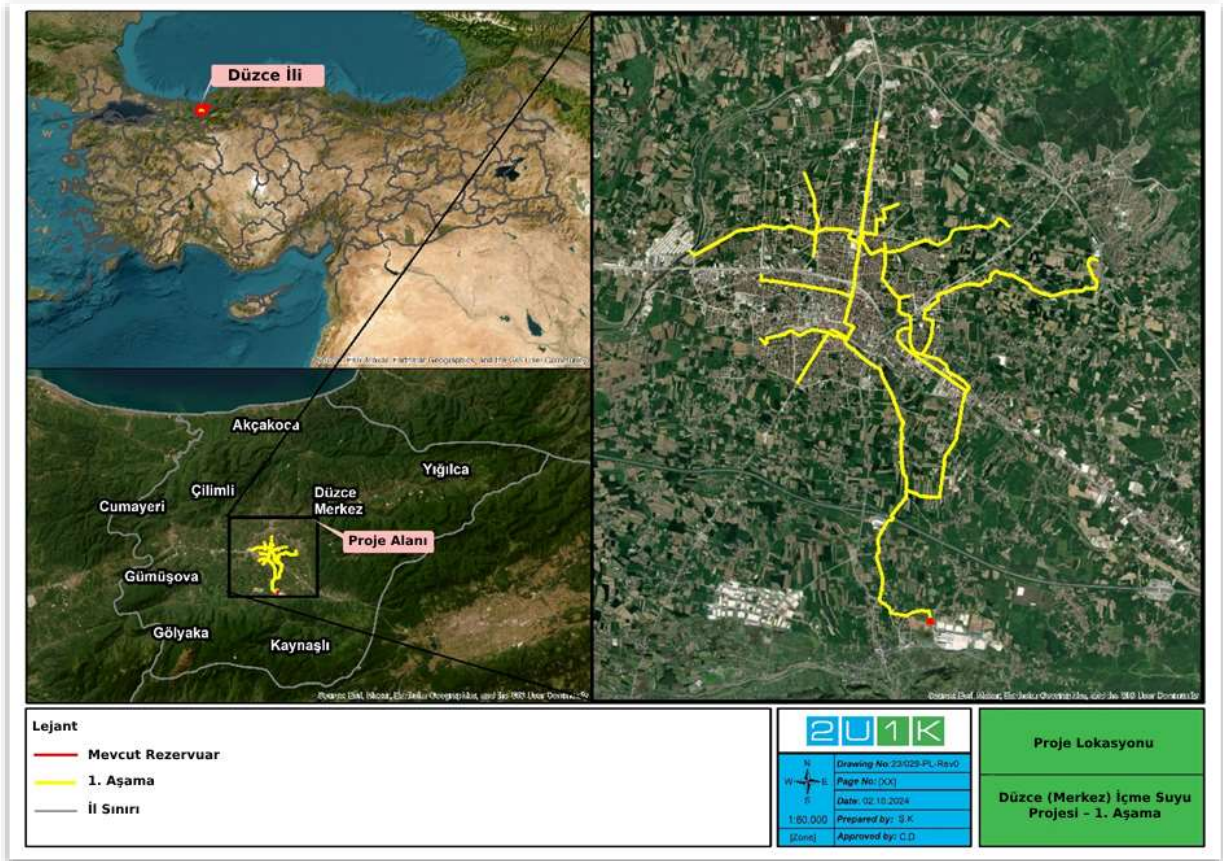 Düzce İli
Akçakoca
Yığılca
Çilimli
Düzce
Merkez
Cumayeri
Proje Alanı
Gümüşova
Gölyaka
Kaynaşlı
Lejant
Mevcut Rezervuar
1. Aşama
İl Sınırı
2U1K
N
W E
S
1:60.000
[Zone]
Drawing No: 23/029-PL-Rev0
Page No: [XX]
Date: 02.10.2024
Prepared by: S.K
Approved by: C.D
Proje Lokasyonu
Düzce (Merkez) İçme Suyu
Projesi – 1. Aşama